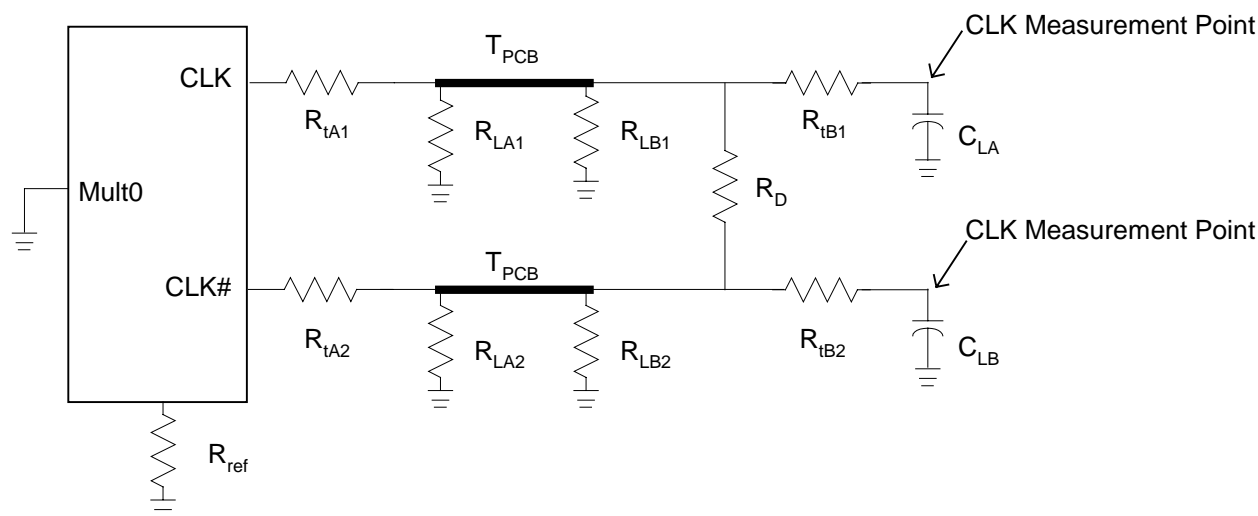 CLK Measurement Point
T_PCB
CLK
R_tA1
R_LA1
R_LB1
R_tB1
C_LA
Mult0
R_D
CLK Measurement Point
T_PCB
CLK#
R_tA2
R_LA2
R_LB2
R_tB2
C_LB
R_ref